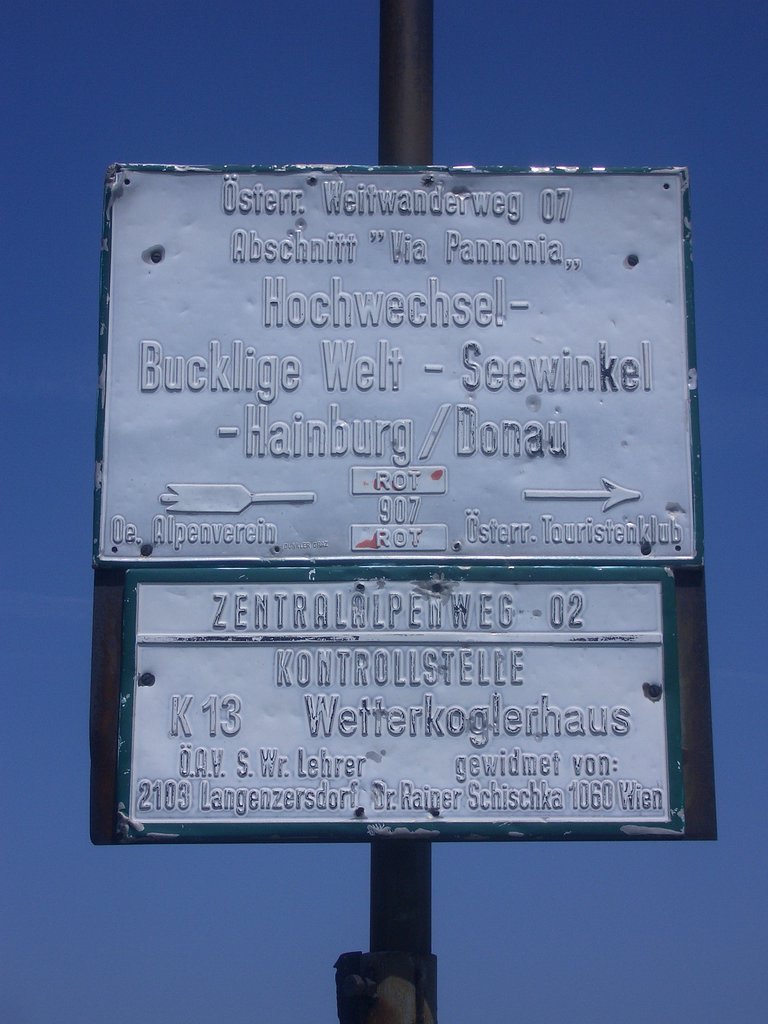 Österr. Weitwanderweg 07
Abschnitt "Via Pannonia„
Hochwechsel-
Bucklige Welt - Seewinkel
-Hainburg/Donau
ROT
907
ROT
Oe. Alpenverein
Österr. Touristenklub
ZENTRALALPENWEG 02
KONTROLLSTELLE
K 13 Wetterkoglerhaus
Ö.A.V. S. Wr. Lehrer gewidmet von:
2103 Langenzersdorf Dr. Rainer Schischka 1060 Wien